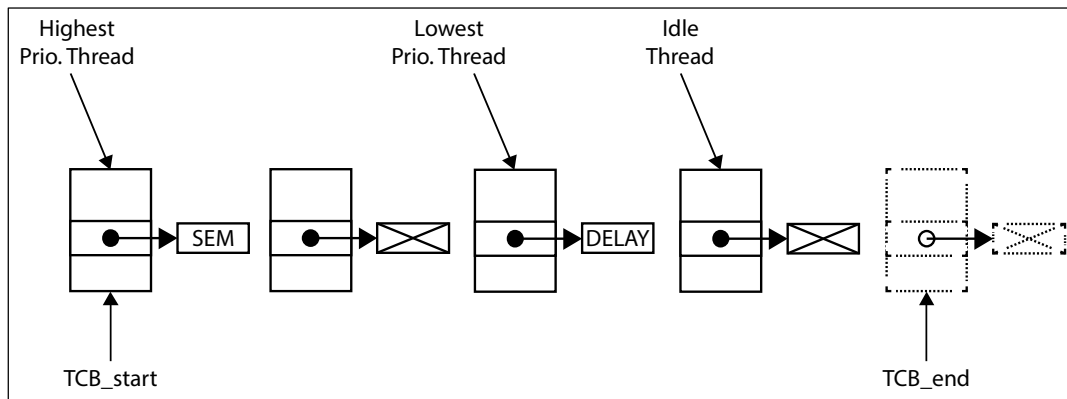 Highest
Prio. Thread
Lowest
Prio. Thread
Idle
Thread
SEM
DELAY
TCB_start
TCB_end